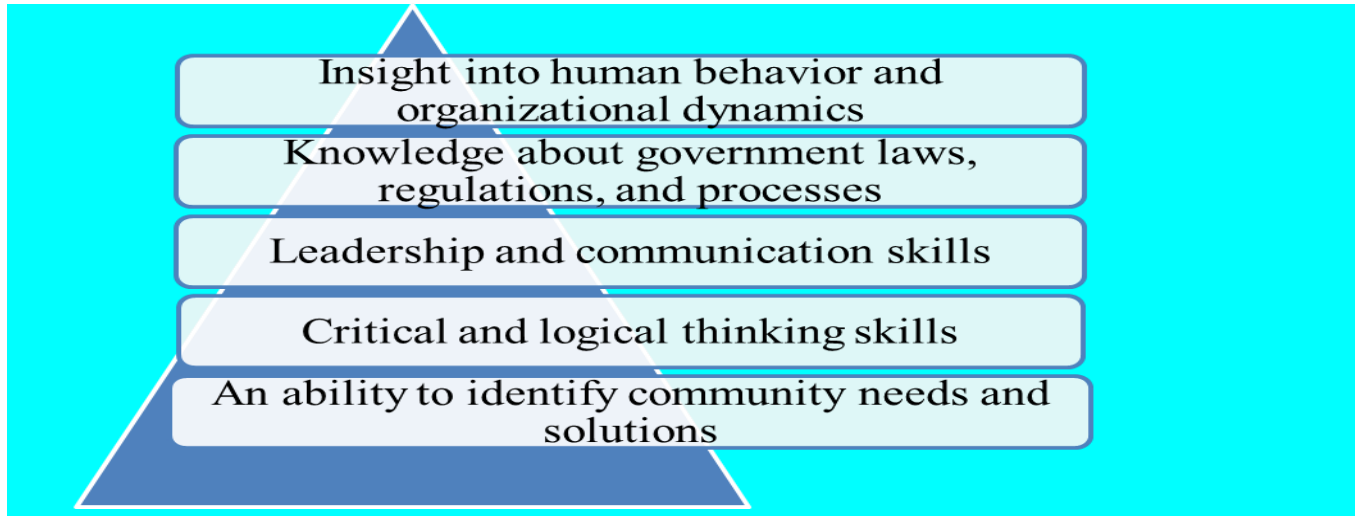 Insight into human behavior and
organizational dynamics
Knowledge about government laws,
regulations, and processes
Leadership and communication skills
Critical and logical thinking skills
An ability to identify community needs and
solutions